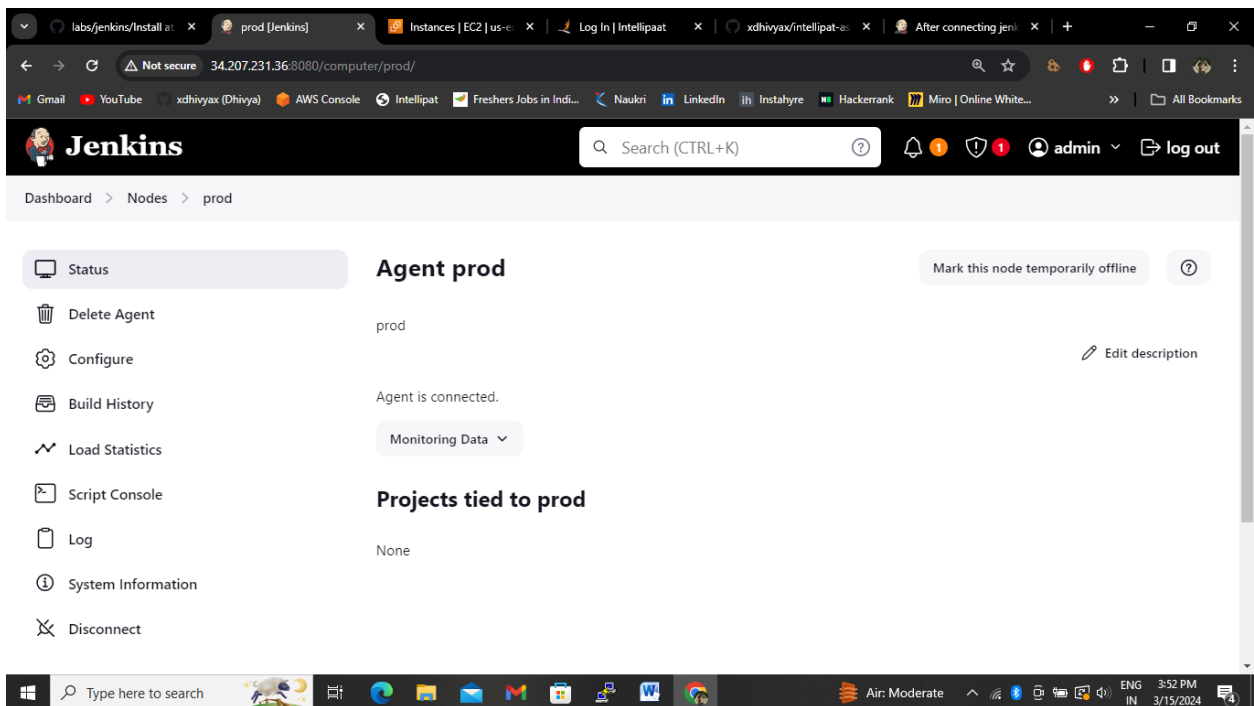 labs/jenkins/Install at
prod [Jenkins]
Instances | EC2 | us-e
Log In | Intellipaat
xdhivyax/intellipat-as
After connecting jenk
Not secure 34.207.231.36:8080/computer/prod/
Gmail YouTube xdhivyax (Dhivya) AWS Console Intellipat Freshers Jobs in Indi... Naukri LinkedIn Instahyre Hackerrank Miro | Online White... » All Bookmarks
Jenkins Search (CTRL+K) 1 1 admin log out
Dashboard > Nodes > prod
Status
Delete Agent
Configure
Build History
Load Statistics
Script Console
Log
System Information
Disconnect
Agent prod
Mark this node temporarily offline
prod
Edit description
Agent is connected.
Monitoring Data
Projects tied to prod
None
Type here to search
Air: Moderate
ENG
IN
3:52 PM
3/15/2024
4